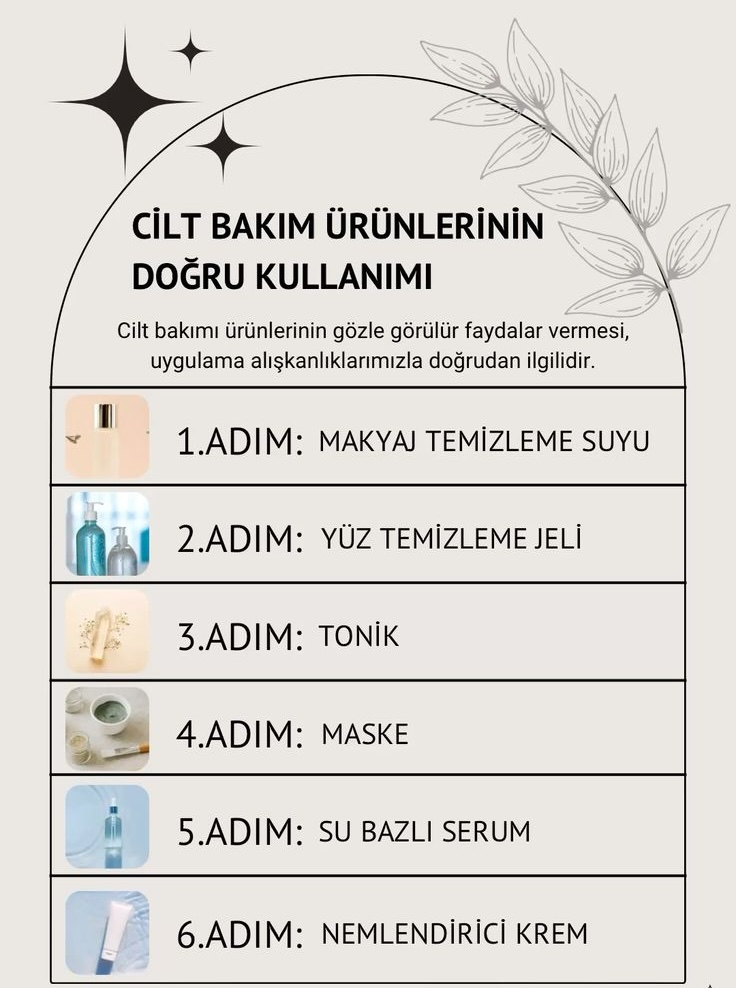 CİLT BAKIM ÜRÜNLERİNİN
DOĞRU KULLANIMI
Cilt bakımı ürünlerinin gözle görülür faydalar vermesi,
uygulama alışkanlıklarımızla doğrudan ilgilidir.
1.ADIM: MAKYAJ TEMİZLEME SUYU
2.ADIM: YÜZ TEMİZLEME JELİ
3.ADIM: TONİK
4.ADIM: MASKE
5.ADIM: SU BAZLI SERUM
6.ADIM: NEMLENDİRİCİ KREM